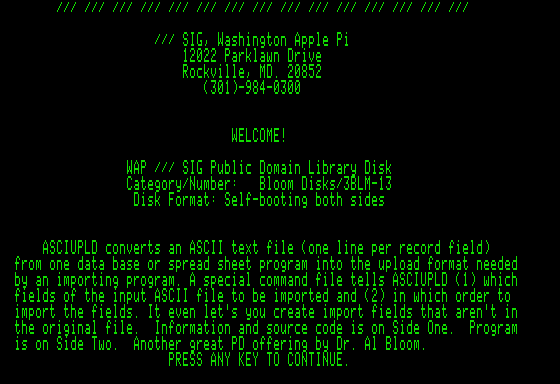 /// /// /// /// /// /// /// /// /// /// /// /// /// /// ///
/// SIG, Washington Apple Pi
12022 Parklawn Drive
Rockville, MD. 20852
(301)-984-0300
WELCOME!
WAP /// SIG Public Domain Library Disk
Category/Number:   Bloom Disks/3BLM-13
Disk Format: Self-booting both sides
ASCIUPLD converts an ASCII text file (one line per record field)
from one data base or spread sheet program into the upload format needed
by an importing program. A special command file tells ASCIUPLD (1) which
fields of the input ASCII file to be imported and (2) in which order to
import the fields. It even let's you create import fields that aren't in
the original file.  Information and source code is on Side One.  Program
is on Side Two.  Another great PD offering by Dr. Al Bloom.
PRESS ANY KEY TO CONTINUE.